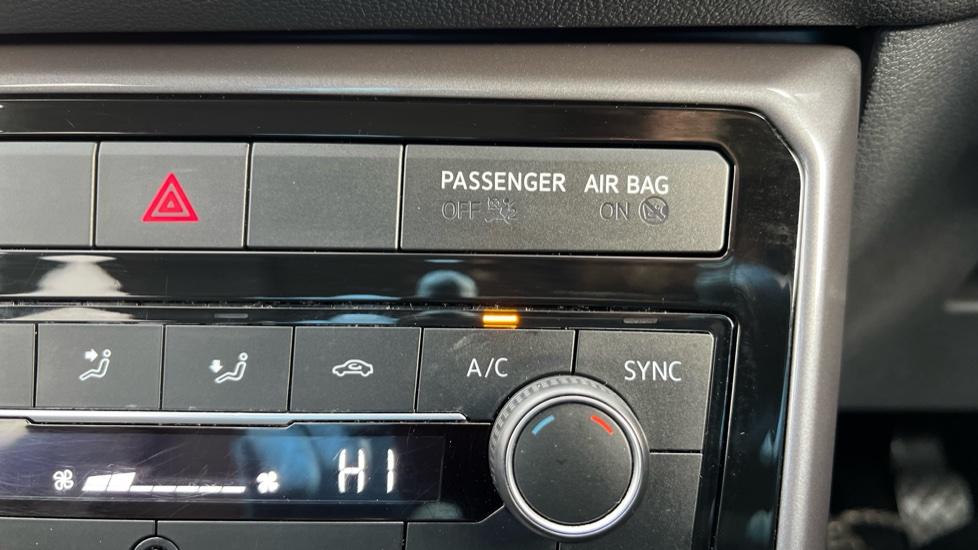 PASSENGER AIR BAG
OFF ON
A/C SYNC
HI